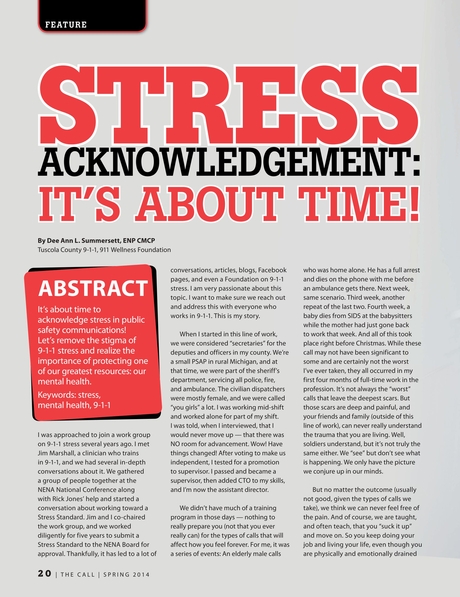 FEATURE
STRESS
ACKNOWLEDGEMENT:
IT'S ABOUT TIME!
By Dee Ann L. Summersett, ENP CMCP
Tuscola County 9-1-1, 911 Wellness Foundation
ABSTRACT
It's about time to
acknowledge stress in public
safety communications!
Let's remove the stigma of
9-1-1 stress and realize the
importance of protecting one
of our greatest resources: our
mental health.
Keywords: stress,
mental health, 9-1-1
I was approached to join a work group
on 9-1-1 stress several years ago. I met
Jim Marshall, a clinician who trains
in 9-1-1, and we had several in-depth
conversations about it. We gathered
a group of people together at the
NENA National Conference along
with Rick Jones' help and started a
conversation about working toward a
Stress Standard. Jim and I co-chaired
the work group, and we worked
diligently for five years to submit a
Stress Standard to the NENA Board for
approval. Thankfully, it has led to a lot of
conversations, articles, blogs, Facebook
pages, and even a Foundation on 9-1-1
stress. I am very passionate about this
topic. I want to make sure we reach out
and address this with everyone who
works in 9-1-1. This is my story.
When I started in this line of work,
we were considered "secretaries" for the
deputies and officers in my county. We're
a small PSAP in rural Michigan, and at
that time, we were part of the sheriff's
department, servicing all police, fire,
and ambulance. The civilian dispatchers
were mostly female, and we were called
"you girls" a lot. I was working mid-shift
and worked alone for part of my shift.
I was told, when I interviewed, that I
would never move up — that there was
NO room for advancement. Wow! Have
things changed! After voting to make us
independent, I tested for a promotion
to supervisor. I passed and became a
supervisor, then added CTO to my skills,
and I'm now the assistant director.
We didn't have much of a training
program in those days — nothing to
really prepare you (not that you ever
really can) for the types of calls that will
affect how you feel forever. For me, it was
a series of events: An elderly male calls
who was home alone. He has a full arrest
and dies on the phone with me before
an ambulance gets there. Next week,
same scenario. Third week, another
repeat of the last two. Fourth week, a
baby dies from SIDS at the babysitters
while the mother had just gone back
to work that week. And all of this took
place right before Christmas. While these
call may not have been significant to
some and are certainly not the worst
I've ever taken, they all occurred in my
first four months of full-time work in the
profession. It's not always the "worst"
calls that leave the deepest scars. But
those scars are deep and painful, and
your friends and family (outside of this
line of work), can never really understand
the trauma that you are living. Well,
soldiers understand, but it's not truly the
same either. We "see" but don't see what
is happening. We only have the picture
we conjure up in our minds.
But no matter the outcome (usually
not good, given the types of calls we
take), we think we can never feel free of
the pain. And of course, we are taught,
and often teach, that you "suck it up"
and move on. So you keep doing your
job and living your life, even though you
are physically and emotionally drained
20 | THE CALL | SPRING 2014